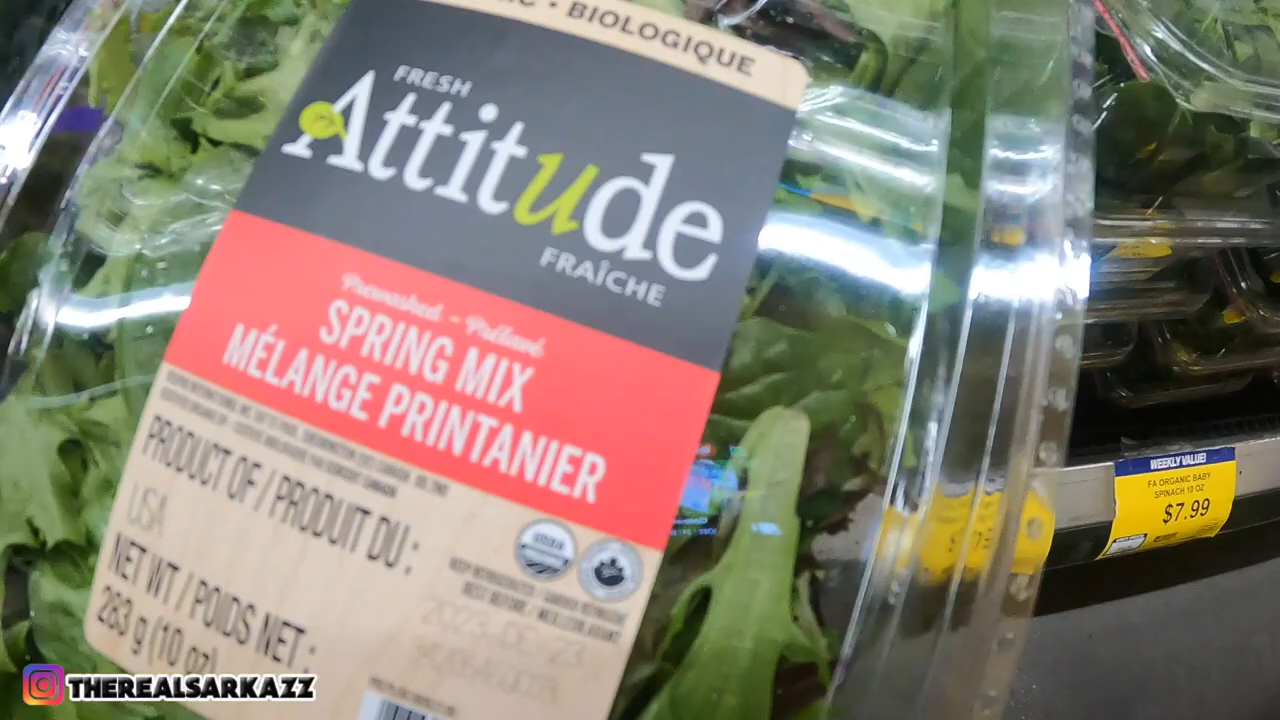 • BIOLOGIQUE
FRESH
Attitude
FRAÎCHE
Prewashed - Prélavé
SPRING MIX
MÉLANGE PRINTANIER
PRODUCT OF / PRODUIT DU :
USA
NET WT / POIDS NET :
283 g (10 oz)
USDA
WEEKLY VALUE!
FA ORGANIC BABY
SPINACH 10 OZ
$7.99
THEREALSARKAZZ